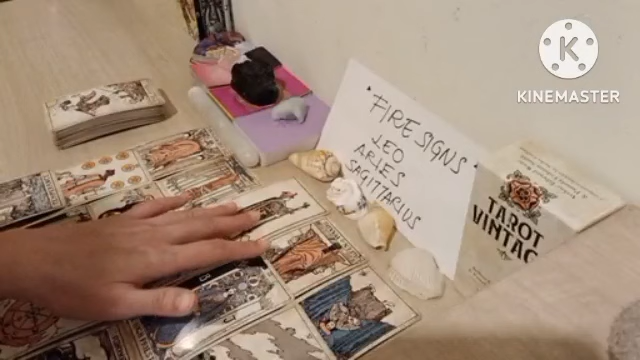 K
KINEMASTER
FIRE SIGNS
LEO
ARIES
SAGITTARIUS
TAROT
VINTAG